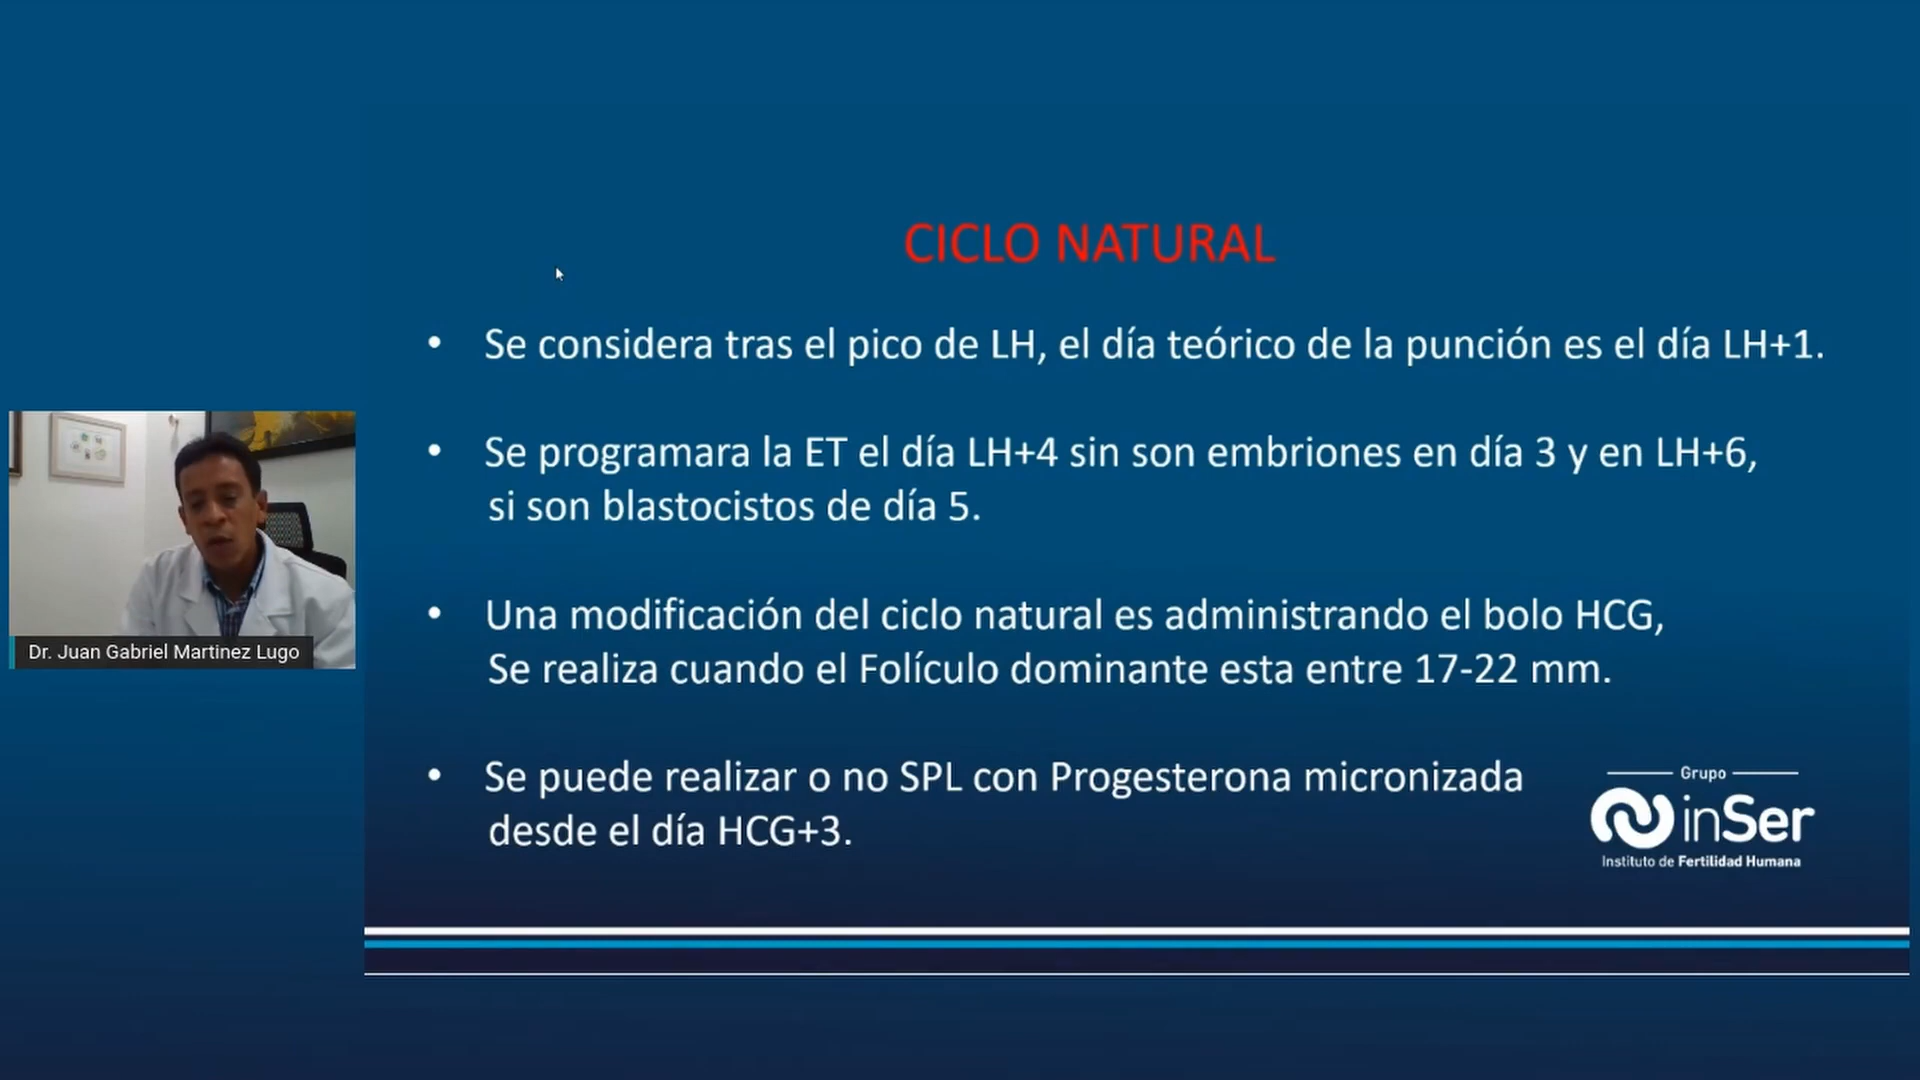 CICLO NATURAL
• Se considera tras el pico de LH, el día teórico de la punción es el día LH+1.
• Se programara la ET el día LH+4 sin son embriones en día 3 y en LH+6,
si son blastocistos de día 5.
• Una modificación del ciclo natural es administrando el bolo HCG,
Se realiza cuando el Folículo dominante esta entre 17-22 mm.
• Se puede realizar o no SPL con Progesterona micronizada
desde el día HCG+3.
Dr. Juan Gabriel Martinez Lugo
Grupo
inSer
Instituto de Fertilidad Humana